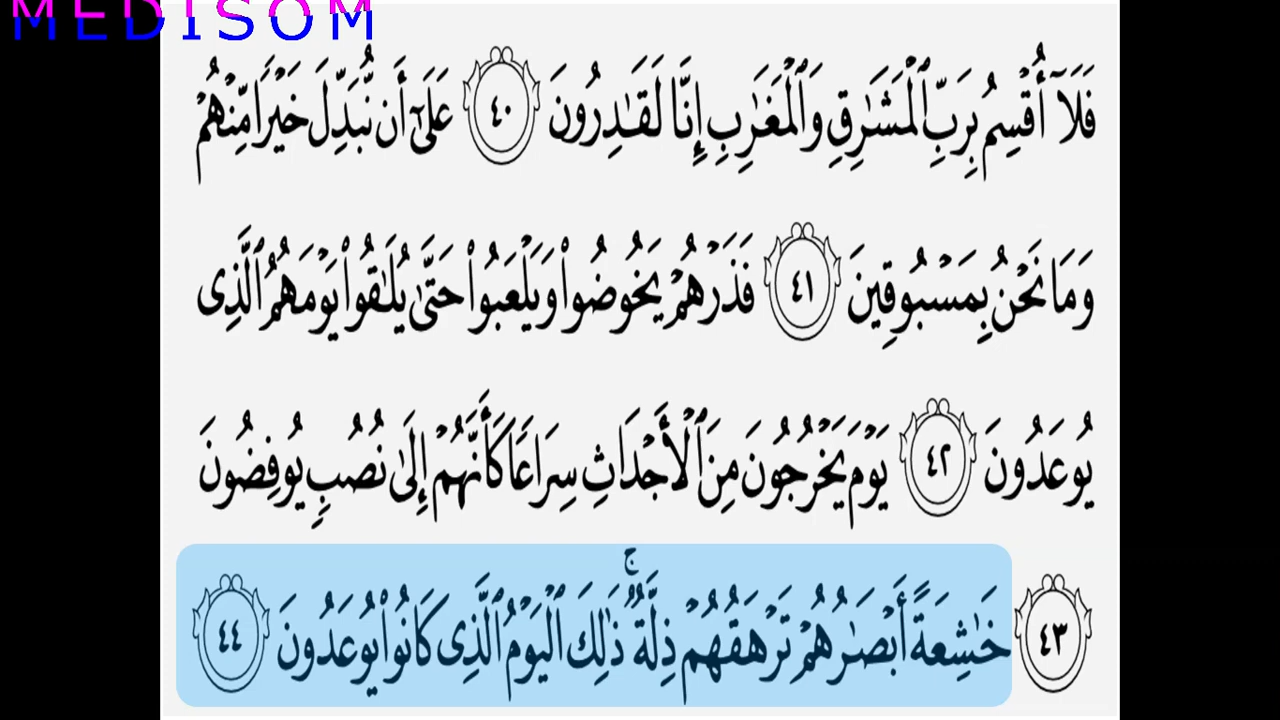 MEDISOM
فَلَآ أُقْسِمُ بِرَبِّ ٱلْمَشَـٰرِقِ وَٱلْمَغَـٰرِبِ إِنَّا لَقَـٰدِرُونَ ٤٠ عَلَىٰٓ أَن نُّبَدِّلَ خَيْرًا مِّنْهُمْ
وَمَا نَحْنُ بِمَسْبُوقِينَ ٤١ فَذَرْهُمْ يَخُوضُوا۟ وَيَلْعَبُوا۟ حَتَّىٰ يُلَـٰقُوا۟ يَوْمَهُمُ ٱلَّذِى
يُوعَدُونَ ٤٢ يَوْمَ يَخْرُجُونَ مِنَ ٱلْأَجْدَاثِ سِرَاعًا كَأَنَّهُمْ إِلَىٰ نُصُبٍ يُوفِضُونَ
٤٣ خَـٰشِعَةً أَبْصَـٰرُهُمْ تَرْهَقُهُمْ ذِلَّةٌ ۚ ذَٰلِكَ ٱلْيَوْمُ ٱلَّذِى كَانُوا۟ يُوعَدُونَ ٤٤